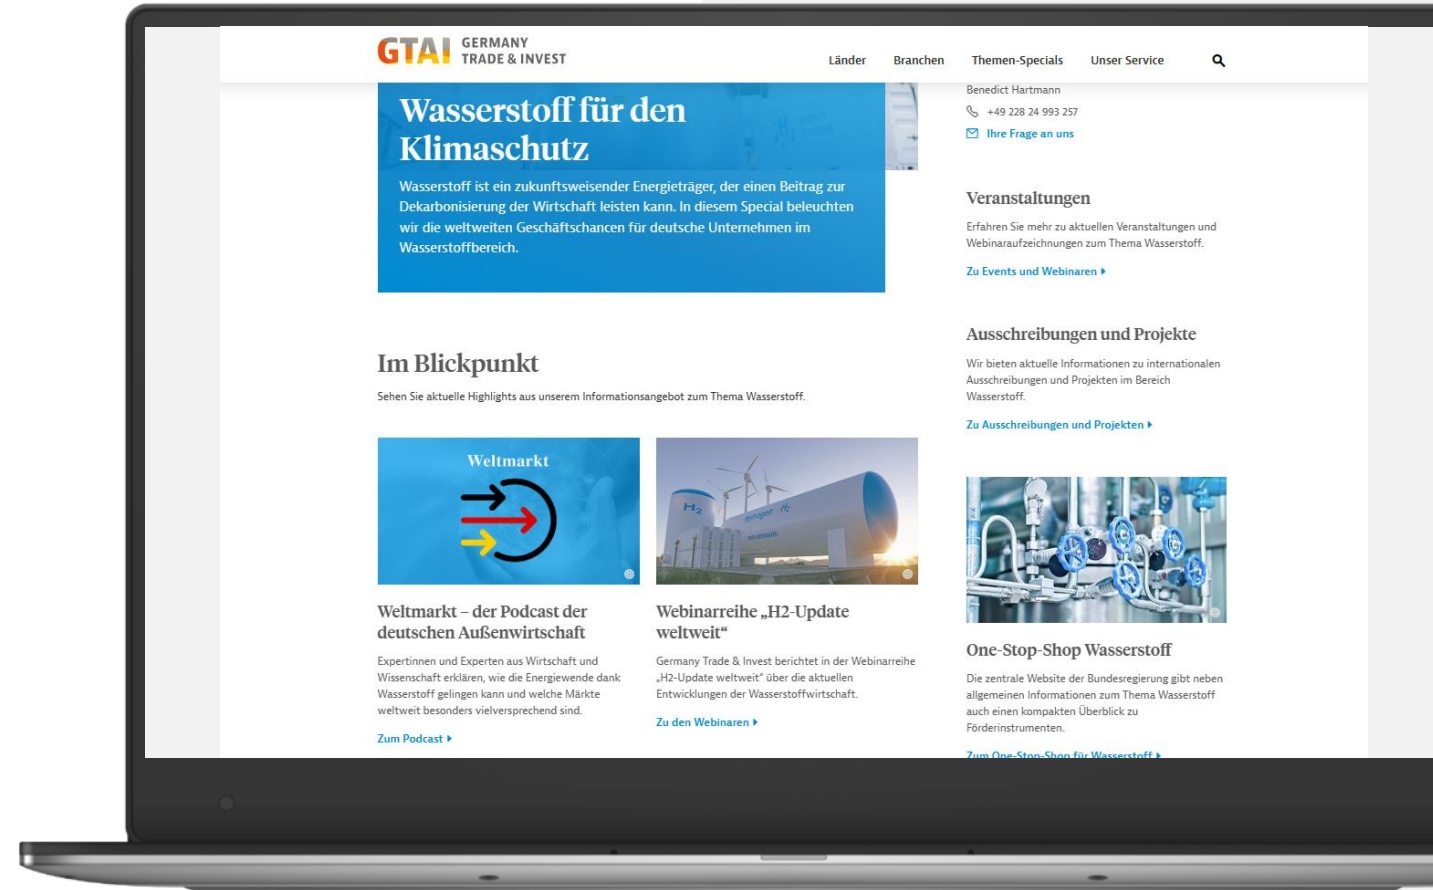 GTAI GERMANY
TRADE & INVEST
Länder Branchen Themen-Specials Unser Service
Wasserstoff für den
Klimaschutz
Wasserstoff ist ein zukunftsweisender Energieträger, der einen Beitrag zur
Dekarbonisierung der Wirtschaft leisten kann. In diesem Special beleuchten
wir die weltweiten Geschäftschancen für deutsche Unternehmen im
Wasserstoffbereich.
Im Blickpunkt
Sehen Sie aktuelle Highlights aus unserem Informationsangebot zum Thema Wasserstoff.
Weltmarkt
Weltmarkt – der Podcast der
deutschen Außenwirtschaft
Expertinnen und Experten aus Wirtschaft und
Wissenschaft erklären, wie die Energiewende dank
Wasserstoff gelingen kann und welche Märkte
weltweit besonders vielversprechend sind.
Zum Podcast
H2
Hydrogen H2
Webinarreihe „H2-Update
weltweit“
Germany Trade & Invest berichtet in der Webinarreihe
„H2-Update weltweit“ über die aktuellen
Entwicklungen der Wasserstoffwirtschaft.
Zu den Webinaren
Benedict Hartmann
+49 228 24 993 257
Ihre Frage an uns
Veranstaltungen
Erfahren Sie mehr zu aktuellen Veranstaltungen und
Webinaraufzeichnungen zum Thema Wasserstoff.
Zu Events und Webinaren
Ausschreibungen und Projekte
Wir bieten aktuelle Informationen zu internationalen
Ausschreibungen und Projekten im Bereich
Wasserstoff.
Zu Ausschreibungen und Projekten
One-Stop-Shop Wasserstoff
Die zentrale Website der Bundesregierung gibt neben
allgemeinen Informationen zum Thema Wasserstoff
auch einen kompakten Überblick zu
Förderinstrumenten.
Zum One-Stop-Shop für Wasserstoff